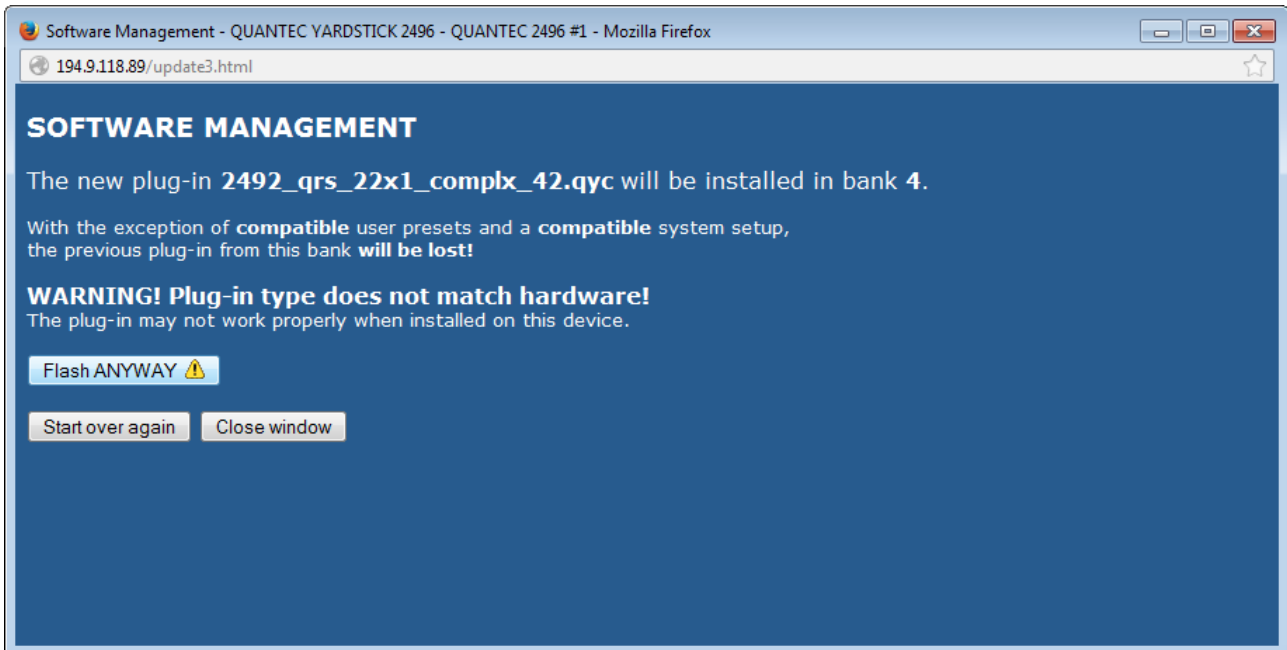 Software Management - QUANTEC YARDSTICK 2496 - QUANTEC 2496 #1 - Mozilla Firefox
194.9.118.89/update3.html
SOFTWARE MANAGEMENT
The new plug-in 2492_qrs_22x1_complx_42.qyc will be installed in bank 4.
With the exception of compatible user presets and a compatible system setup,
the previous plug-in from this bank will be lost!
WARNING! Plug-in type does not match hardware!
The plug-in may not work properly when installed on this device.
Flash ANYWAY
Start over again Close window